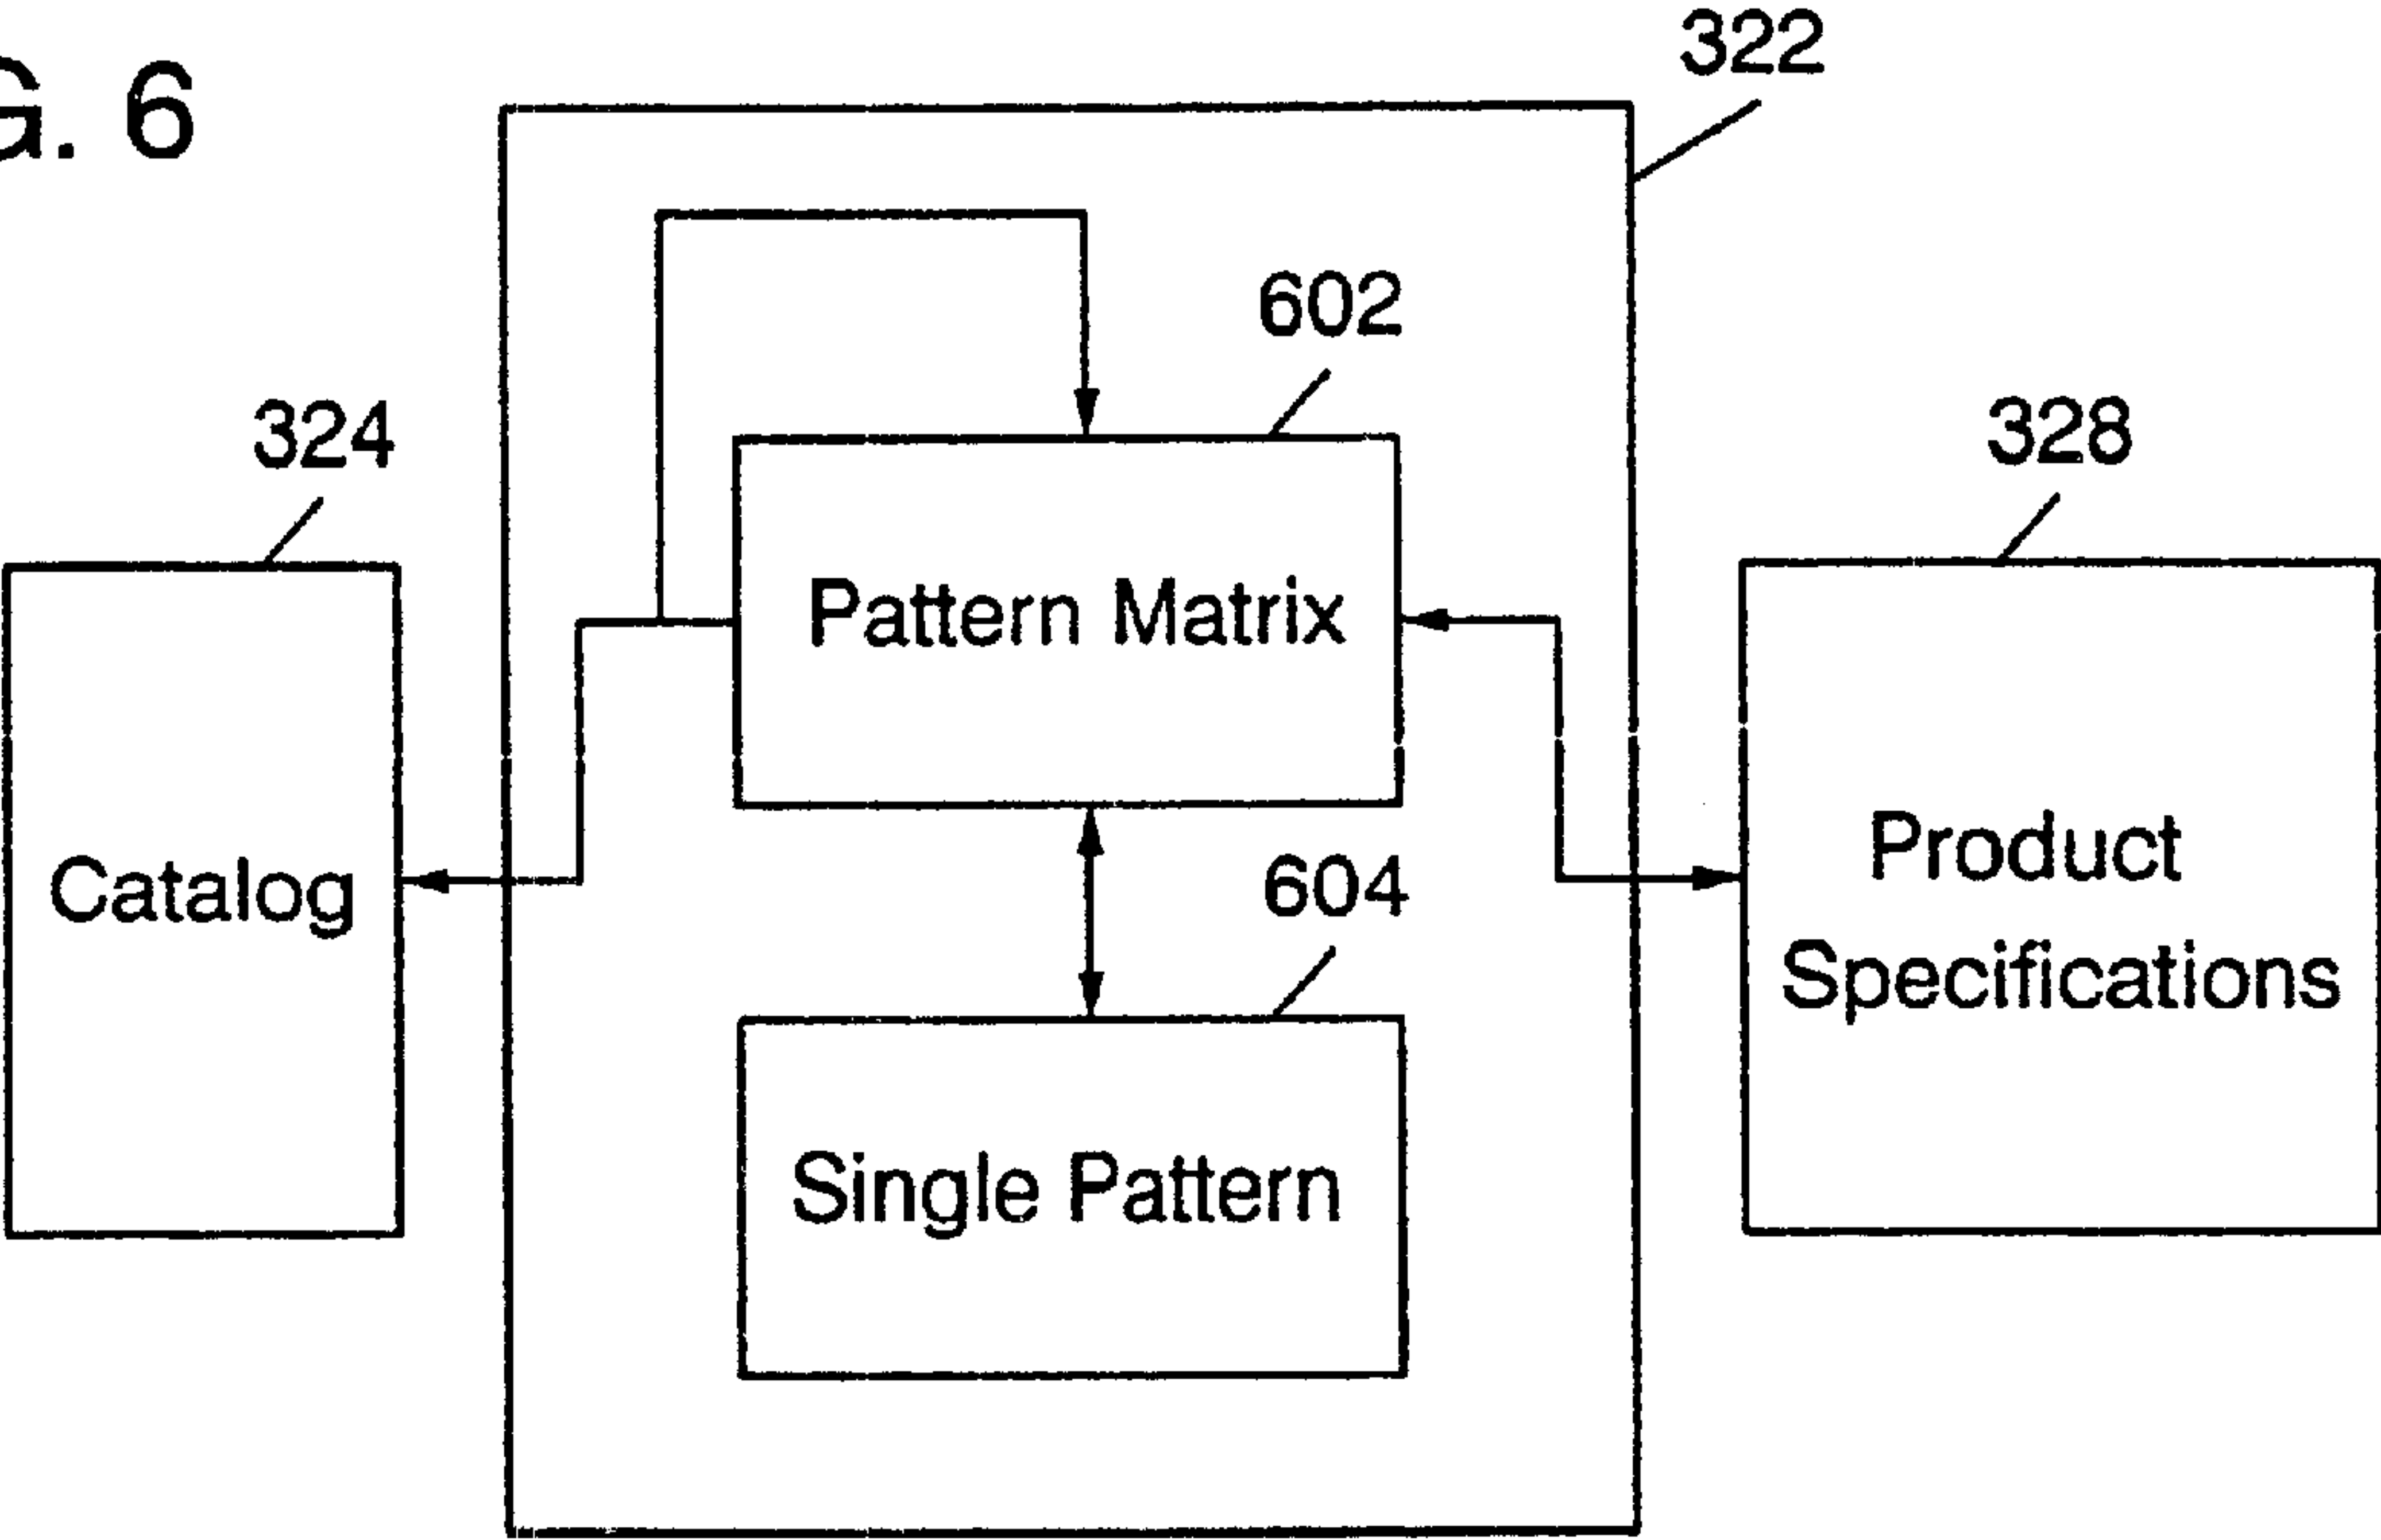 G. 6
322
602
324
328
Pattern Matrix
Catalog
604
Product
Specifications
Single Pattern